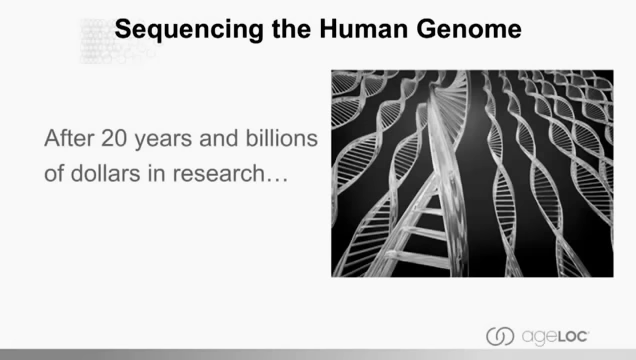 Sequencing the Human Genome
After 20 years and billions
of dollars in research…
ageLOC